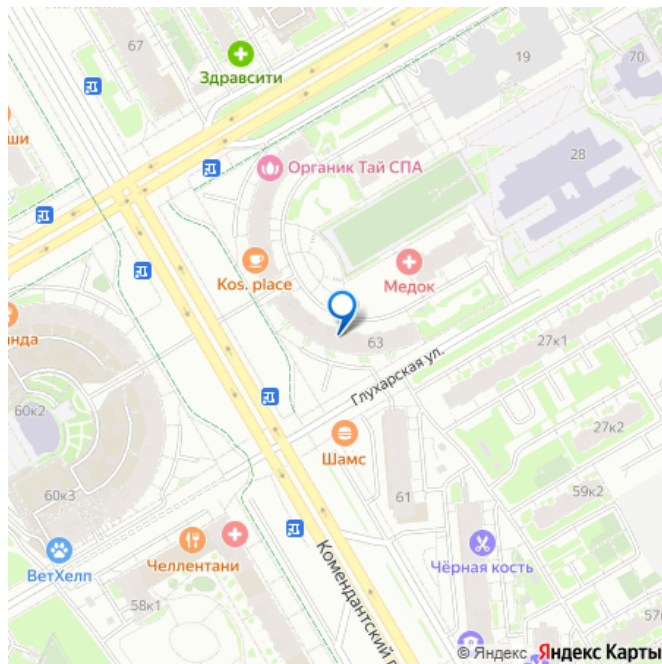 67
Здравсити
19
70
ши
Органик Тай СПА
28
Kos. place
Медок
63
27к1
нда
Глухарская ул.
60к2
Шамс
27к2
61
59к2
60к3
ВетХелп
Челлентани
Чёрная кость
58к1
Комендантский п
57к
© Яндекс Яндекс Карты